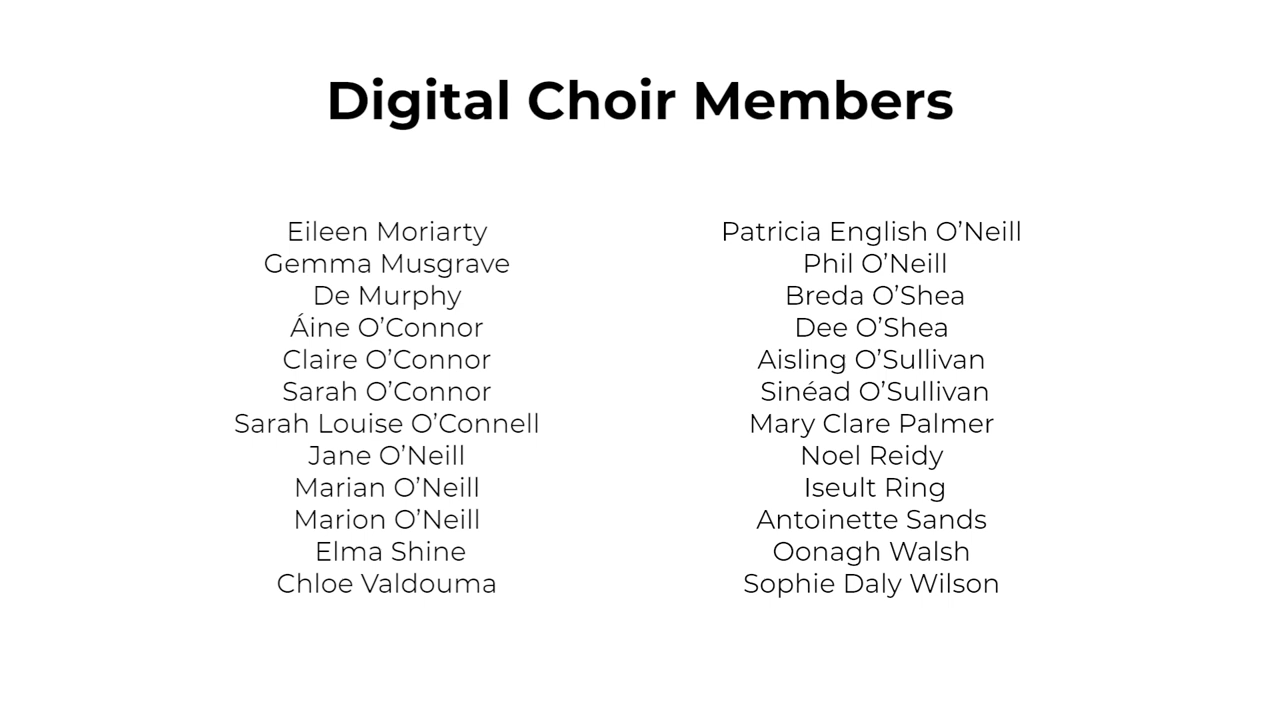 Digital Choir Members
Eileen Moriarty
Gemma Musgrave
De Murphy
Áine O’Connor
Claire O’Connor
Sarah O’Connor
Sarah Louise O’Connell
Jane O’Neill
Marian O’Neill
Marion O’Neill
Elma Shine
Chloe Valdouma
Patricia English O’Neill
Phil O’Neill
Breda O’Shea
Dee O’Shea
Aisling O’Sullivan
Sinéad O’Sullivan
Mary Clare Palmer
Noel Reidy
Iseult Ring
Antoinette Sands
Oonagh Walsh
Sophie Daly Wilson